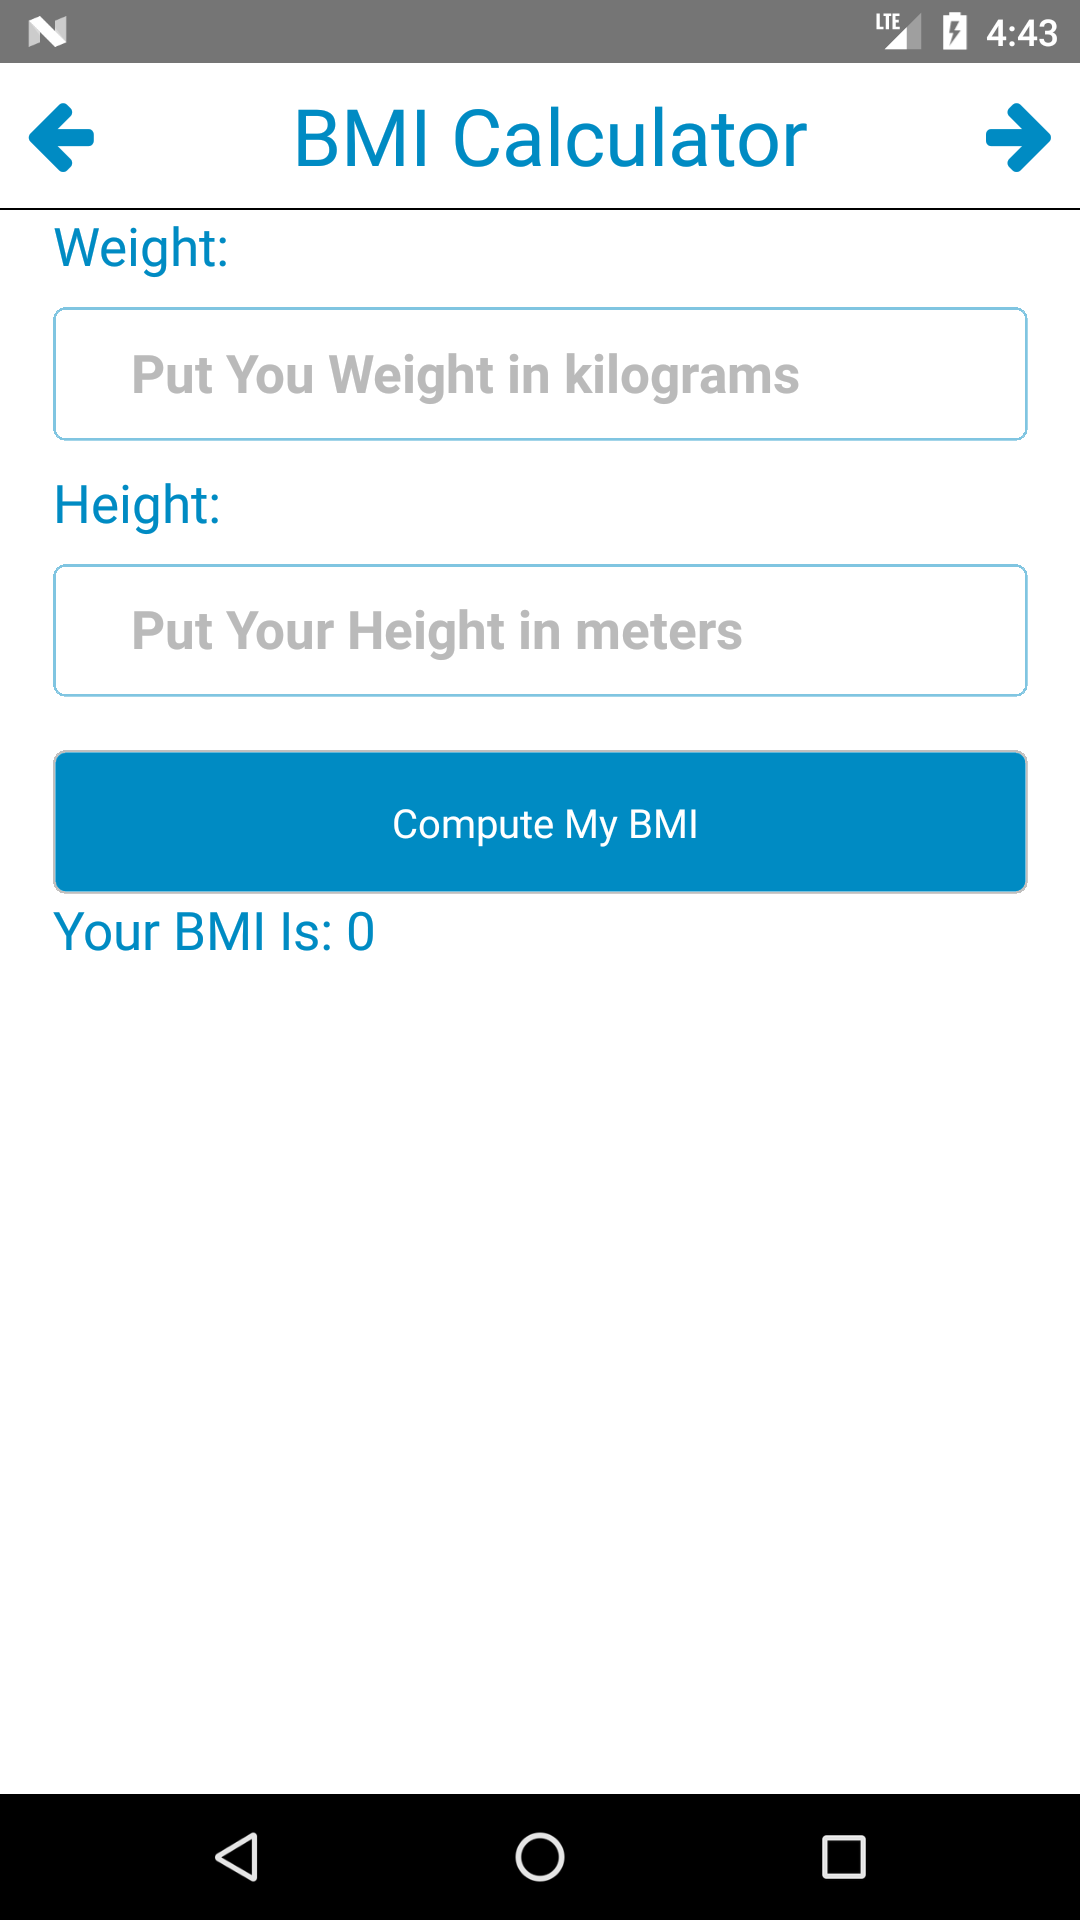 LTE 4:43
BMI Calculator
Weight:
Put You Weight in kilograms
Height:
Put Your Height in meters
Compute My BMI
Your BMI Is: 0